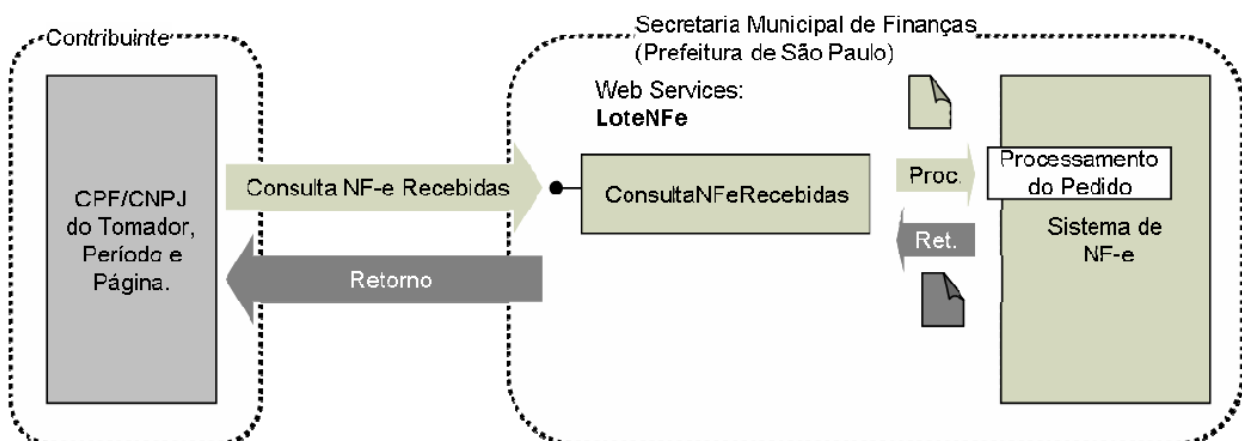 Contribuinte
Secretaria Municipal de Finanças
(Prefeitura de São Paulo)
Web Services:
LoteNFe
CPF/CNPJ
do Tomador,
Período e
Página.
Consulta NF-e Recebidas
Retorno
ConsultaNFeRecebidas
Proc.
Ret.
Processamento
do Pedido
Sistema de
NF-e